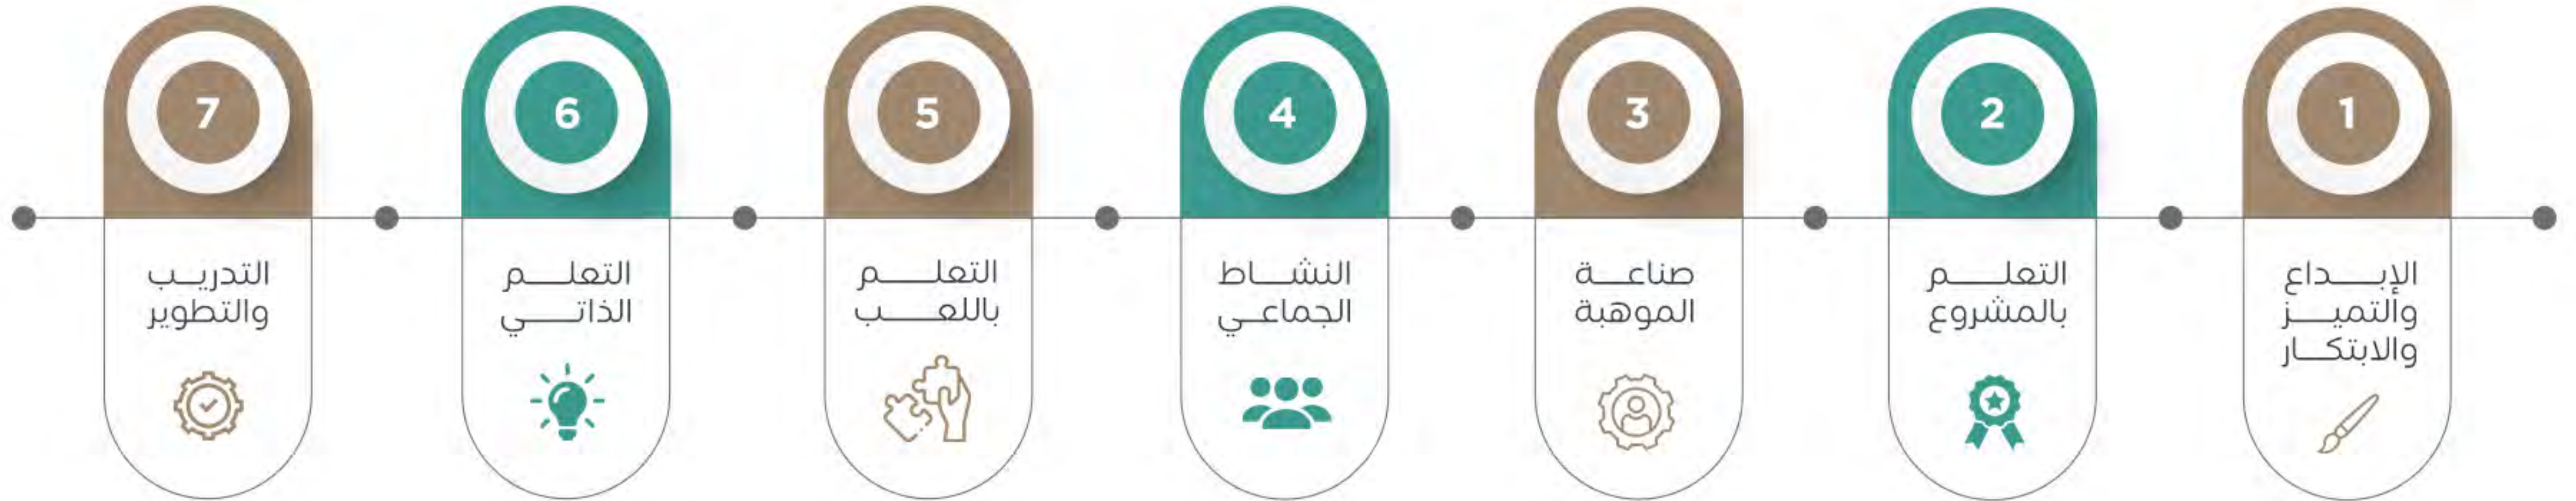 1
الإبداع
والتميز
والابتكار
2
التعلم
بالمشروع
3
صناعة
الموهبة
4
النشاط
الجماعي
5
التعلم
باللعب
6
التعلم
الذاتي
7
التدريب
والتطوير